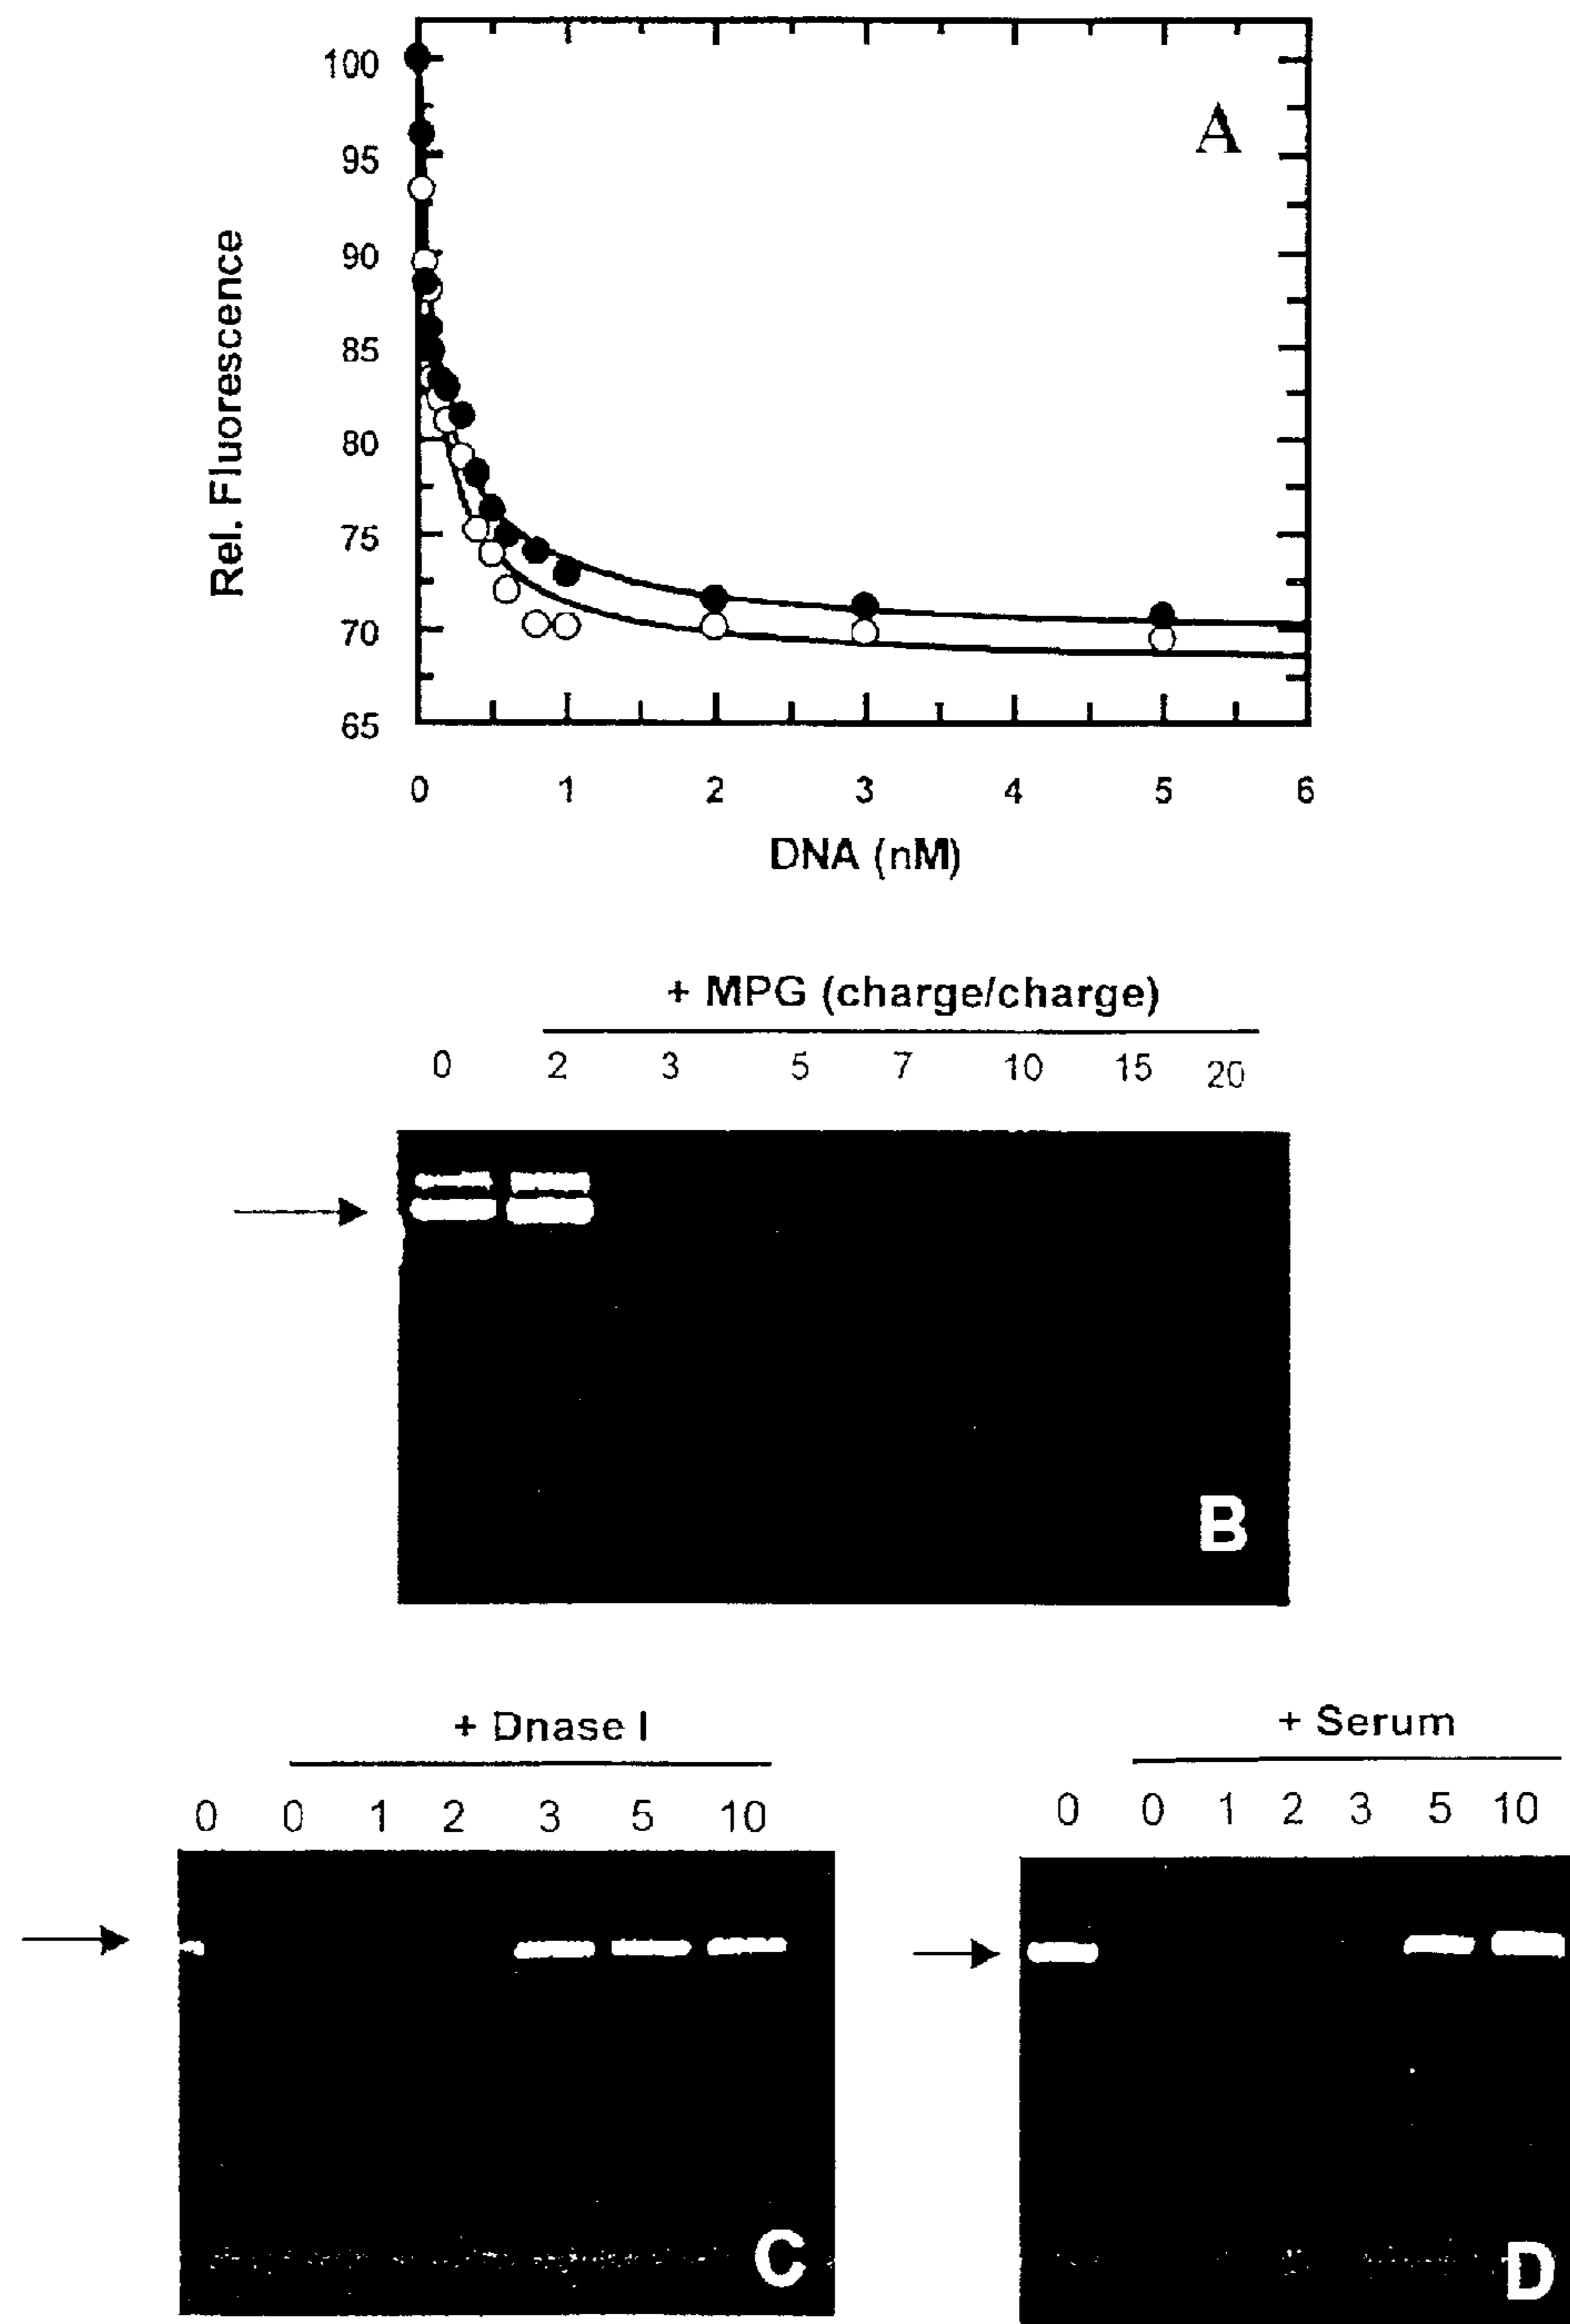 A
100
95
90
85
80
75
70
65
Rel. Fluorescence
0 1 2 3 4 5 6
DNA (nM)
+ MPG (charge/charge)
0 2 3 5 7 10 15 20
B
+ Dnase I
0 0 1 2 3 5 10
C
+ Serum
0 0 1 2 3 5 10
D